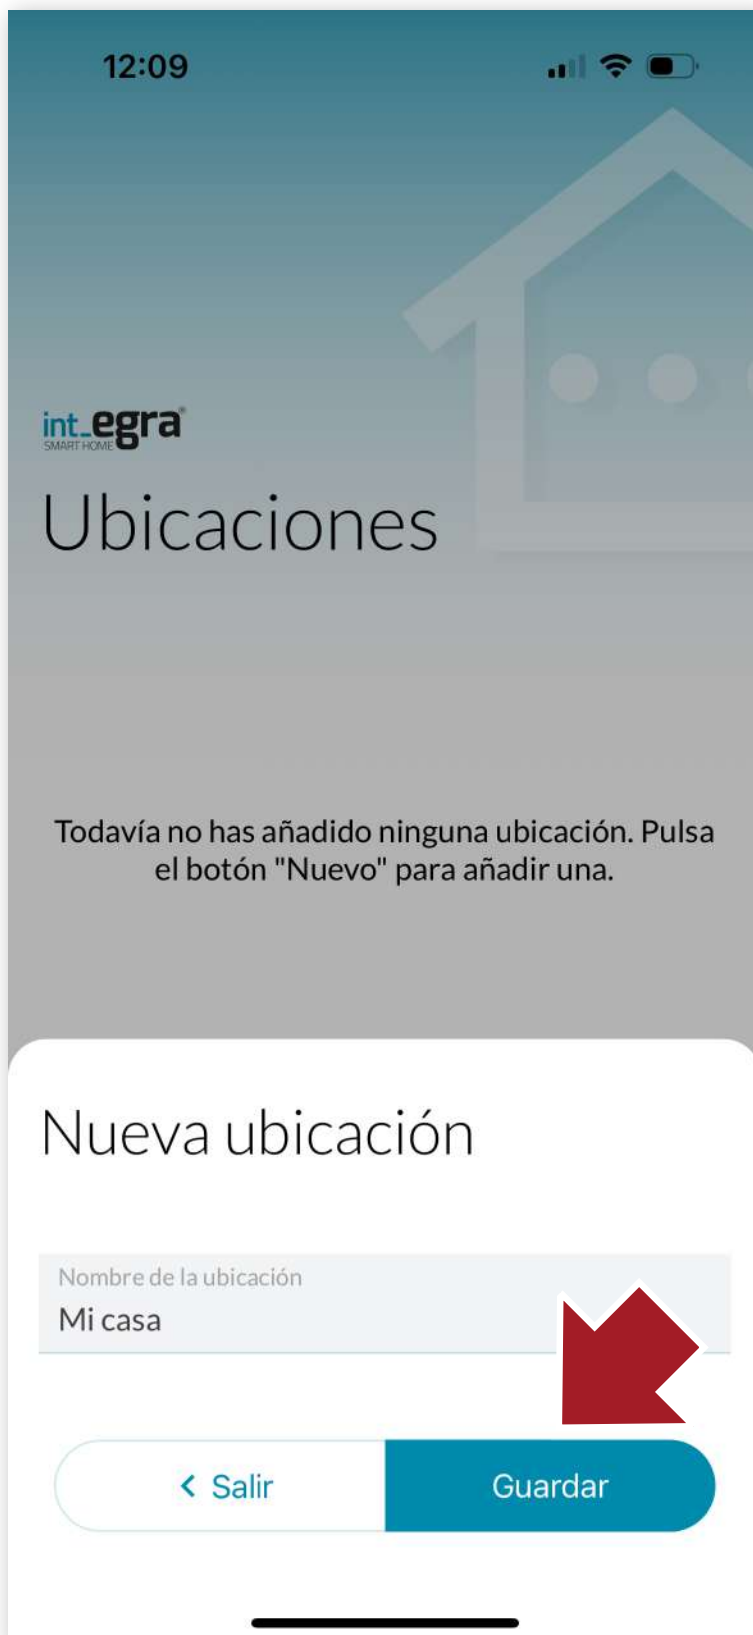 12:09
int_egra®
SMART HOME
Ubicaciones
Todavía no has añadido ninguna ubicación. Pulsa
el botón "Nuevo" para añadir una.
Nueva ubicación
Nombre de la ubicación
Mi casa
< Salir
Guardar